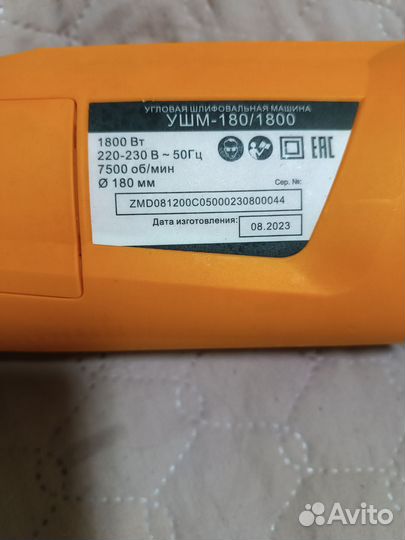 УГЛОВАЯ ШЛИФОВАЛЬНАЯ МАШИНА
УШМ-180/1800
1800 Вт
220-230 В ~ 50Гц
7500 об/мин
Ø 180 мм
EAC
Сер. №:
ZMD081200C05000230800044
Дата изготовления:
08.2023
Avito